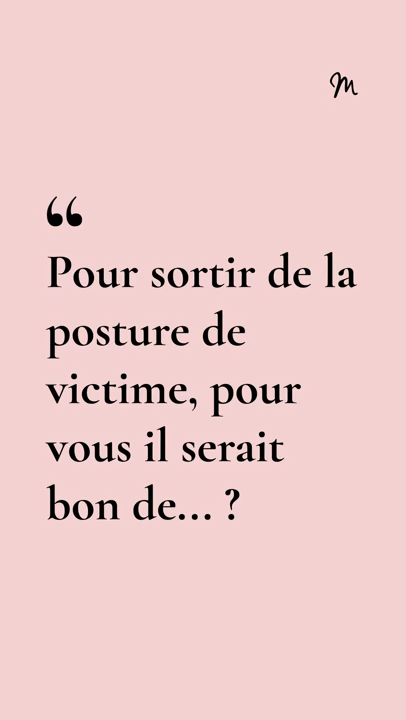 M
“
Pour sortir de la
posture de
victime, pour
vous il serait
bon de... ?